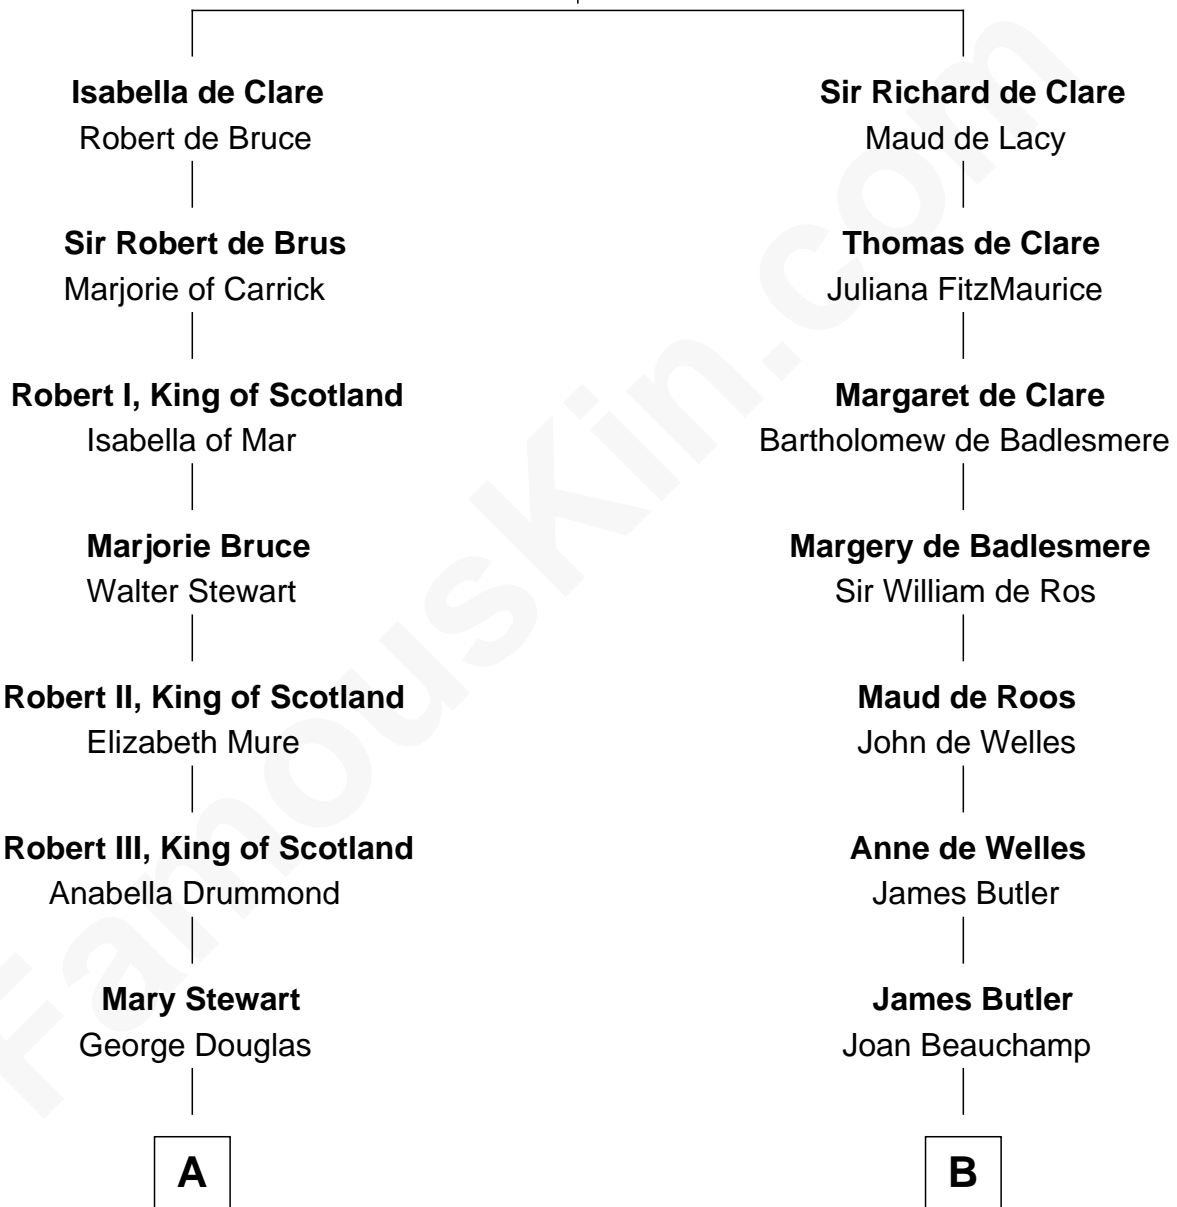 Isabella de Clare
Robert de Bruce
Sir Robert de Brus
Marjorie of Carrick
Robert I, King of Scotland
Isabella of Mar
Marjorie Bruce
Walter Stewart
Robert II, King of Scotland
Elizabeth Mure
Robert III, King of Scotland
Anabella Drummond
Mary Stewart
George Douglas
A
Sir Richard de Clare
Maud de Lacy
Thomas de Clare
Juliana FitzMaurice
Margaret de Clare
Bartholomew de Badlesmere
Margery de Badlesmere
Sir William de Ros
Maud de Roos
John de Welles
Anne de Welles
James Butler
James Butler
Joan Beauchamp
B
FamousKin.com